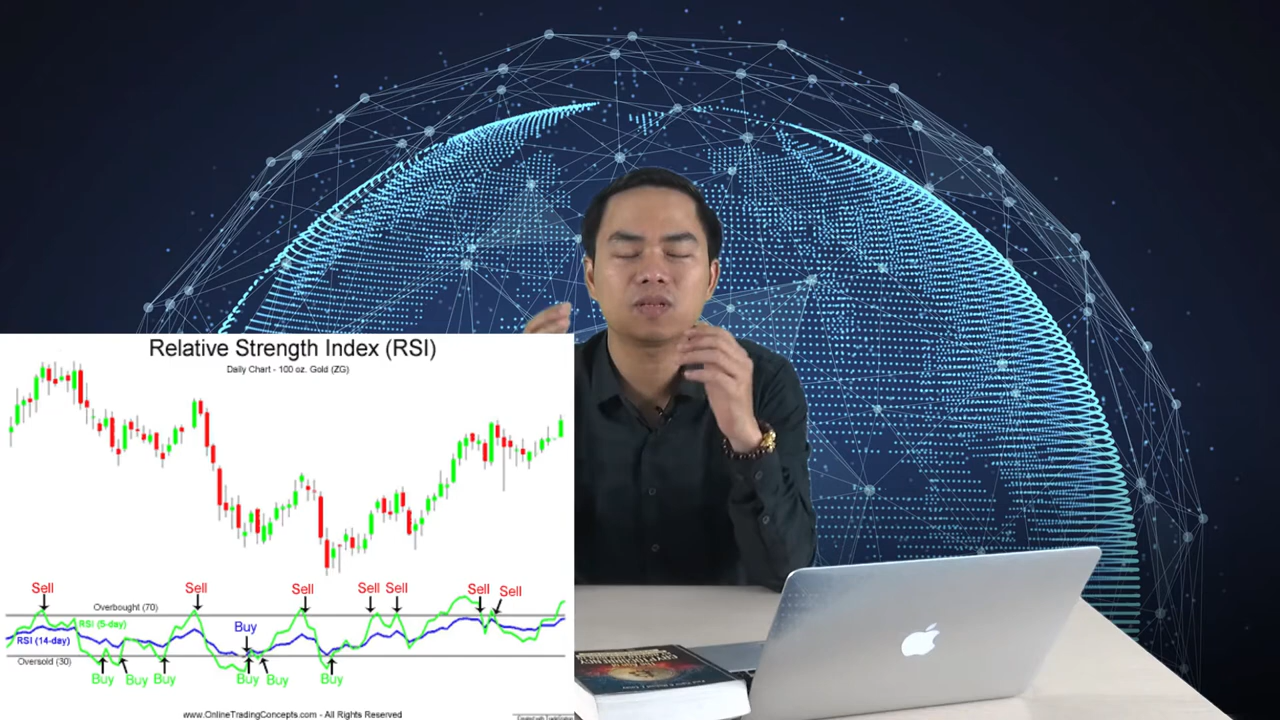 Relative Strength Index (RSI)
Daily Chart - 100 oz. Gold (ZG)
Sell Sell Sell Sell Sell Sell Sell
Overbought (70)
RSI (5-day)
Buy
RSI (14-day)
Oversold (30)
Buy Buy Buy Buy Buy Buy
www.OnlineTradingConcepts.com - All Rights Reserved